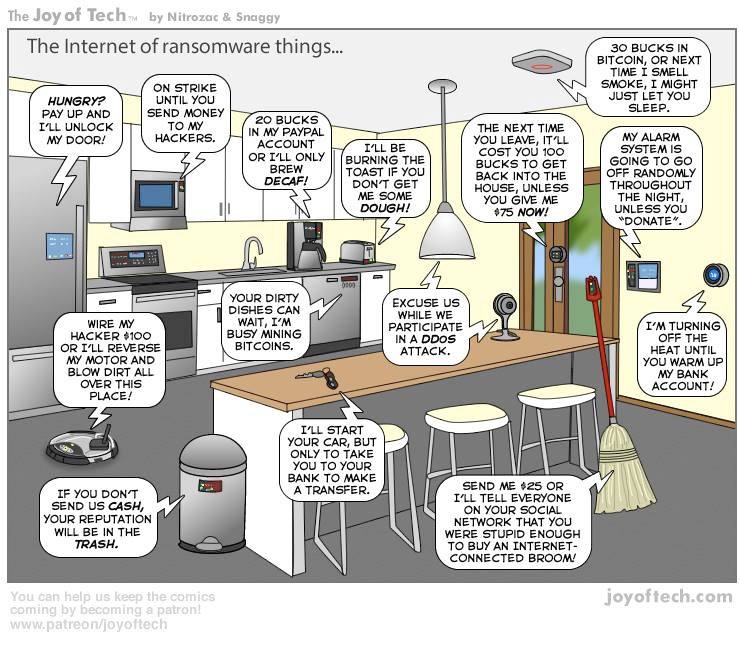 The Joy of Tech™ by Nitrozac & Snaggy
The Internet of ransomware things...
HUNGRY?
PAY UP AND
I'LL UNLOCK
MY DOOR!
ON STRIKE
UNTIL YOU
SEND MONEY
TO MY
HACKERS.
20 BUCKS
IN MY PAYPAL
ACCOUNT
OR I'LL ONLY
BREW
DECAF!
I'LL BE
BURNING THE
TOAST IF YOU
DON'T GET
ME SOME
DOUGH!
THE NEXT TIME
YOU LEAVE, IT'LL
COST YOU 100
BUCKS TO GET
BACK INTO THE
HOUSE, UNLESS
YOU GIVE ME
$75 NOW!
30 BUCKS IN
BITCOIN, OR NEXT
TIME I SMELL
SMOKE, I MIGHT
JUST LET YOU
SLEEP.
MY ALARM
SYSTEM IS
GOING TO GO
OFF RANDOMLY
THROUGHOUT
THE NIGHT,
UNLESS YOU
"DONATE".
WIRE MY
HACKER $100
OR I'LL REVERSE
MY MOTOR AND
BLOW DIRT ALL
OVER THIS
PLACE!
YOUR DIRTY
DISHES CAN
WAIT, I'M
BUSY MINING
BITCOINS.
EXCUSE US
WHILE WE
PARTICIPATE
IN A DDOS
ATTACK.
I'M TURNING
OFF THE
HEAT UNTIL
YOU WARM UP
MY BANK
ACCOUNT!
IF YOU DON'T
SEND US CASH,
YOUR REPUTATION
WILL BE IN THE
TRASH.
I'LL START
YOUR CAR, BUT
ONLY TO TAKE
YOU TO YOUR
BANK TO MAKE
A TRANSFER.
SEND ME $25 OR
I'LL TELL EVERYONE
ON YOUR SOCIAL
NETWORK THAT YOU
WERE STUPID ENOUGH
TO BUY AN INTERNET-
CONNECTED BROOM!
You can help us keep the comics
coming by becoming a patron!
www.patreon/joyoftech
joyoftech.com